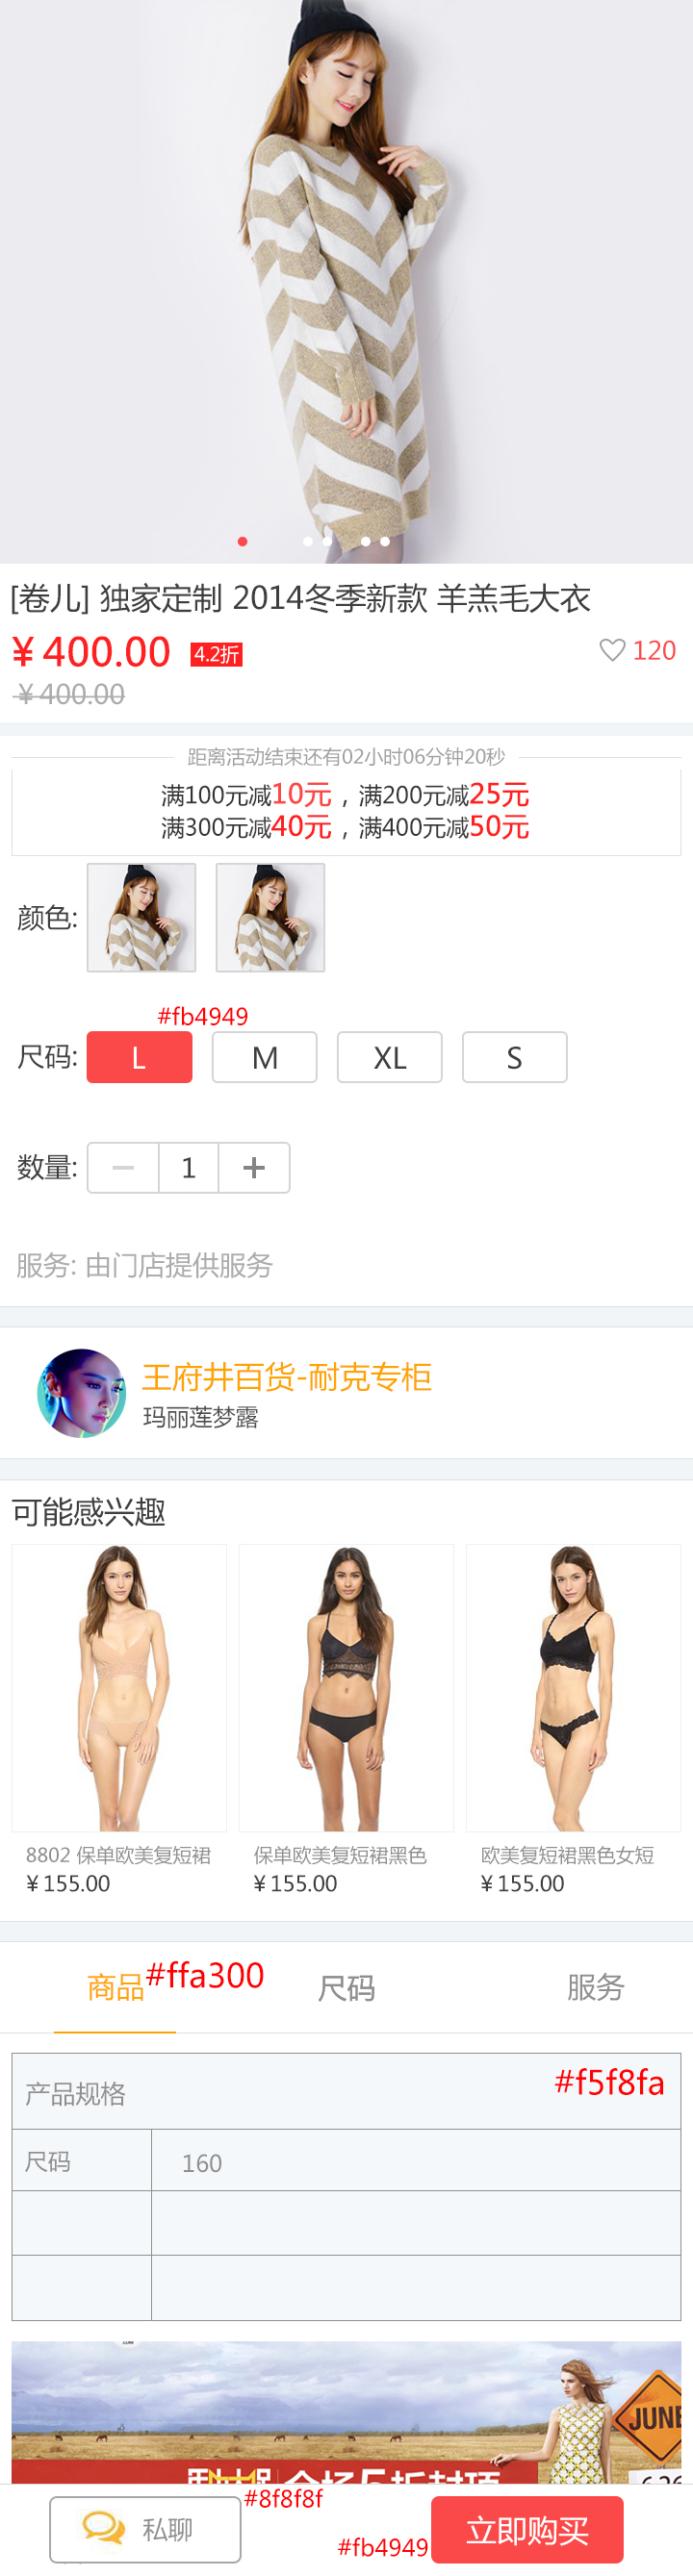 [卷儿] 独家定制 2014冬季新款 羊羔毛大衣
¥400.00 4.2折 120
¥400.00
距离活动结束还有02小时06分钟20秒
满100元减10元，满200元减25元
满300元减40元，满400元减50元
颜色:
#fb4949
尺码: L M XL S
数量: 1
服务: 由门店提供服务
王府井百货-耐克专柜
玛丽莲梦露
可能感兴趣
8802 保单欧美复短裙 保单欧美复短裙黑色 欧美复短裙黑色女短
¥155.00 ¥155.00 ¥155.00
商品 #ffa300 尺码 服务
产品规格 #f5f8fa
尺码 160
JUNE
#8f8f8f
私聊 #fb4949 立即购买